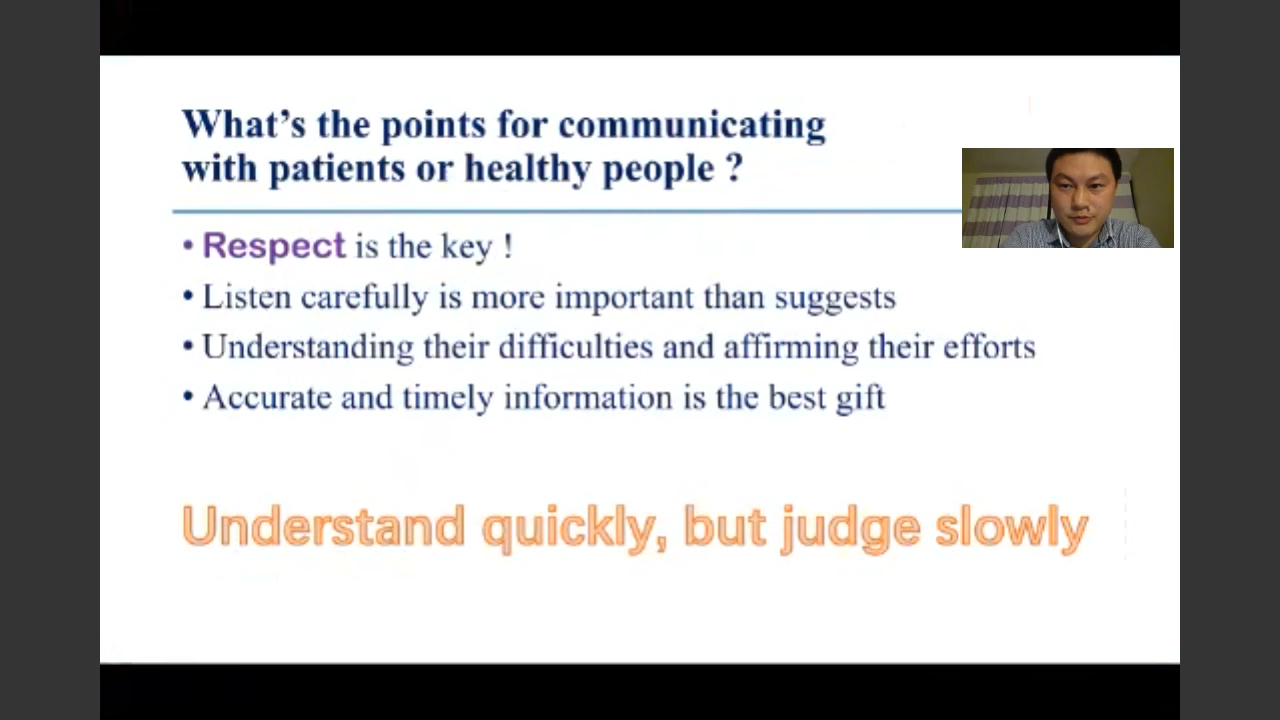 What's the points for communicating
with patients or healthy people ?
• Respect is the key !
• Listen carefully is more important than suggests
• Understanding their difficulties and affirming their efforts
• Accurate and timely information is the best gift
Understand quickly, but judge slowly